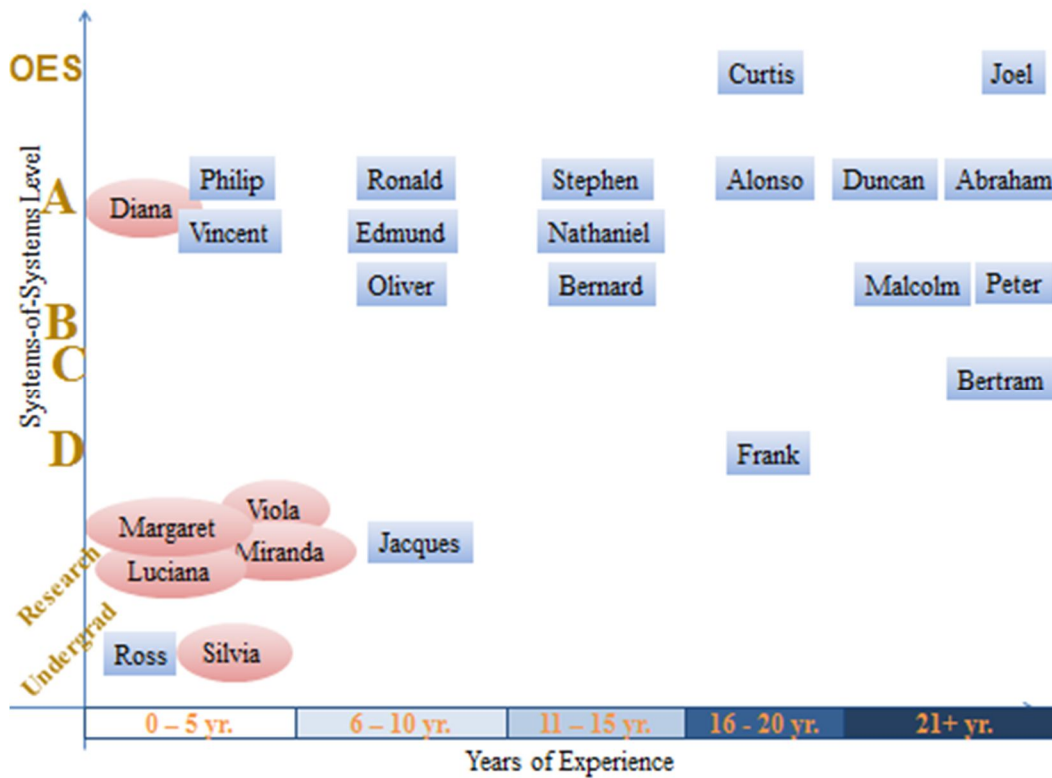 OES
Curtis
Joel
Systems-of-Systems Level
A
Diana
Philip
Ronald
Stephen
Alonso
Duncan
Abraham
Vincent
Edmund
Nathaniel
Oliver
Bernard
Malcolm
Peter
B
C
Bertram
D
Frank
Viola
Margaret
Miranda
Jacques
Luciana
Research
Undergrad
Ross
Silvia
0 – 5 yr.
6 – 10 yr.
11 – 15 yr.
16 - 20 yr.
21+ yr.
Years of Experience